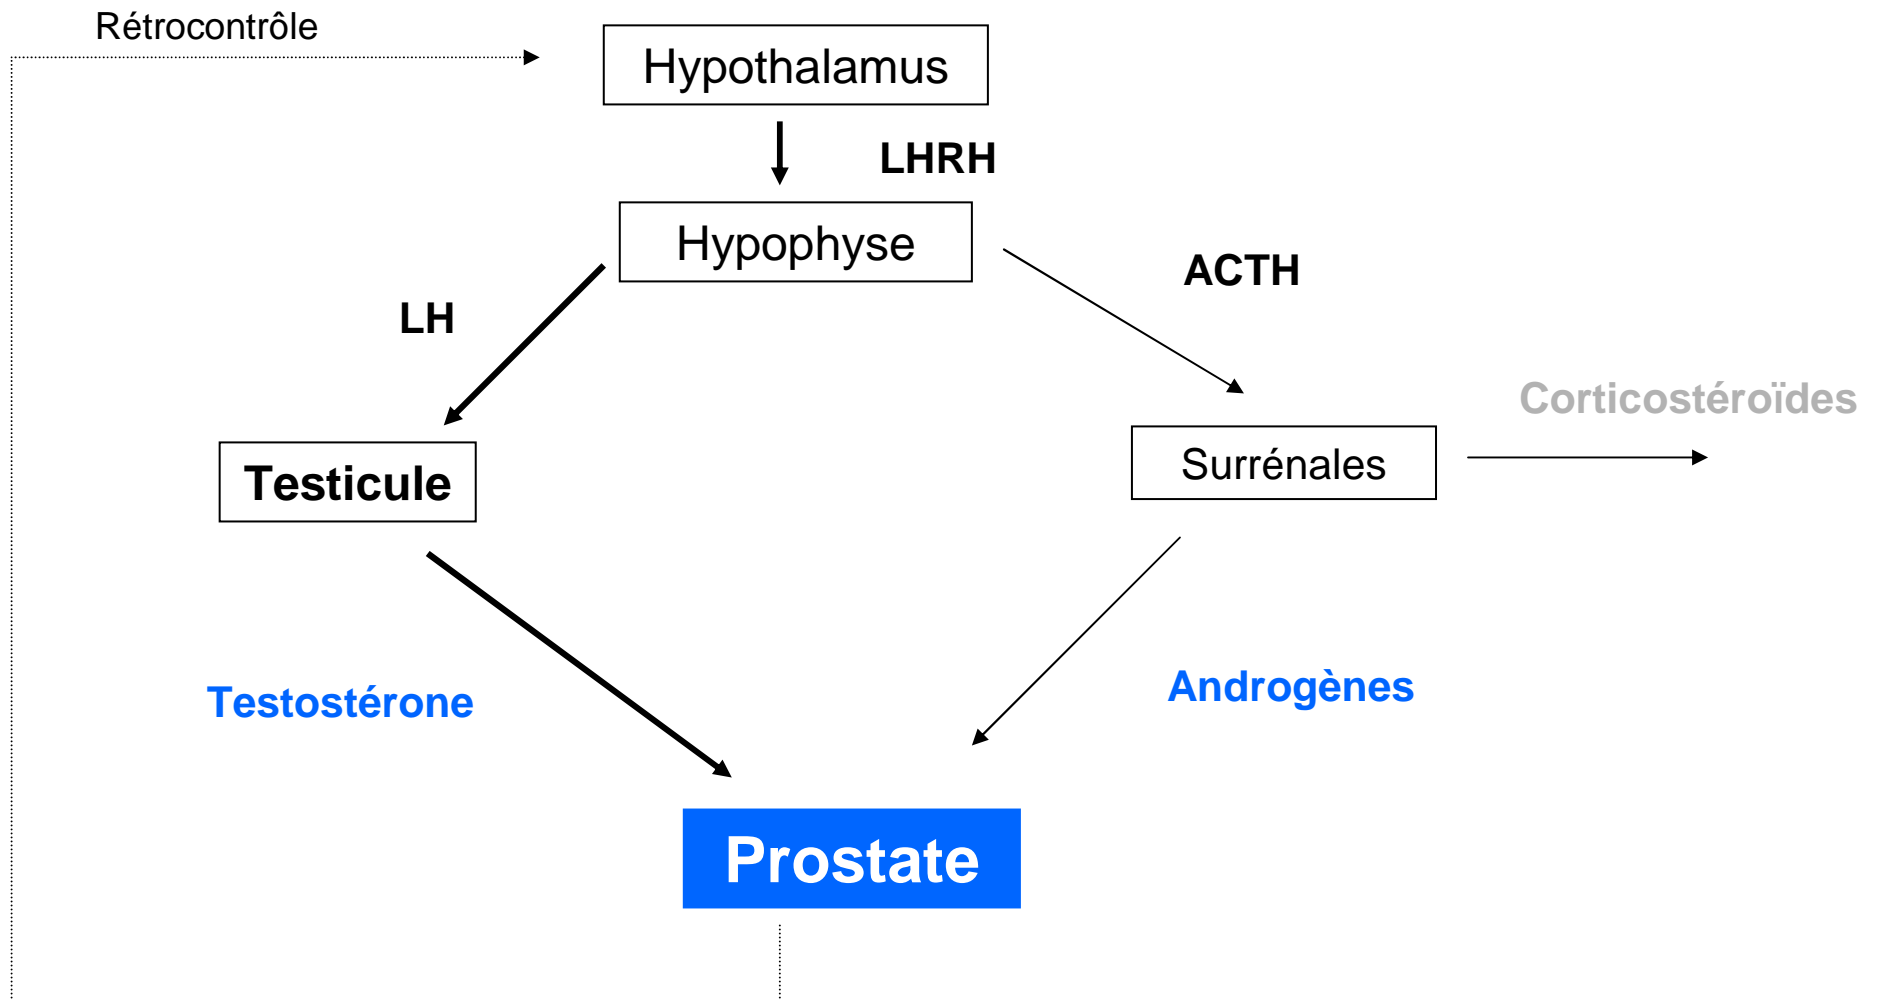 Rétrocontrôle
Hypothalamus
LHRH
Hypophyse
ACTH
LH
Corticostéroïdes
Testicule
Surrénales
Testostérone
Androgènes
Prostate